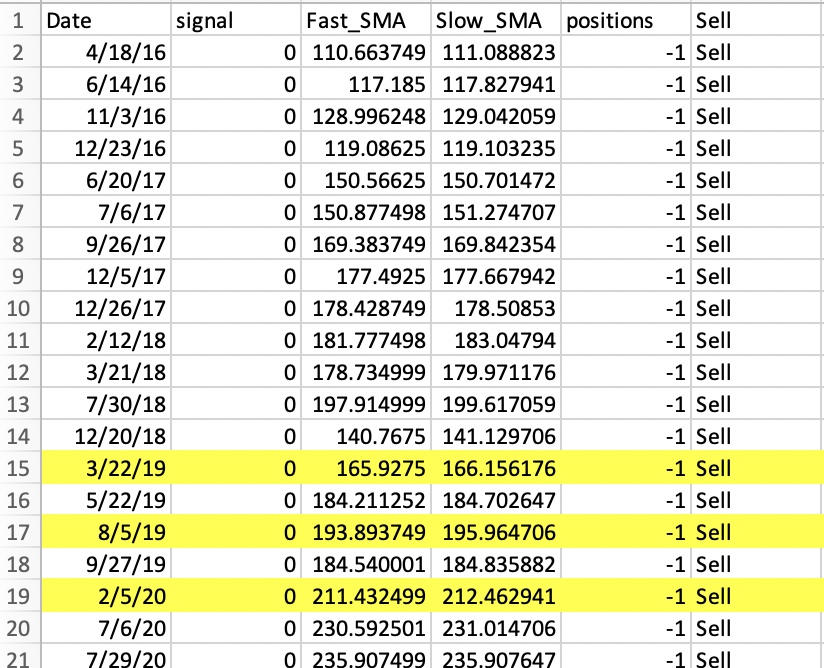 1 Date signal Fast_SMA Slow_SMA positions Sell
2 4/18/16 0 110.663749 111.088823 -1 Sell
3 6/14/16 0 117.185 117.827941 -1 Sell
4 11/3/16 0 128.996248 129.042059 -1 Sell
5 12/23/16 0 119.08625 119.103235 -1 Sell
6 6/20/17 0 150.56625 150.701472 -1 Sell
7 7/6/17 0 150.877498 151.274707 -1 Sell
8 9/26/17 0 169.383749 169.842354 -1 Sell
9 12/5/17 0 177.4925 177.667942 -1 Sell
10 12/26/17 0 178.428749 178.50853 -1 Sell
11 2/12/18 0 181.777498 183.04794 -1 Sell
12 3/21/18 0 178.734999 179.971176 -1 Sell
13 7/30/18 0 197.914999 199.617059 -1 Sell
14 12/20/18 0 140.7675 141.129706 -1 Sell
15 3/22/19 0 165.9275 166.156176 -1 Sell
16 5/22/19 0 184.211252 184.702647 -1 Sell
17 8/5/19 0 193.893749 195.964706 -1 Sell
18 9/27/19 0 184.540001 184.835882 -1 Sell
19 2/5/20 0 211.432499 212.462941 -1 Sell
20 7/6/20 0 230.592501 231.014706 -1 Sell
21 7/29/20 0 235.907499 235.907647 -1 Sell